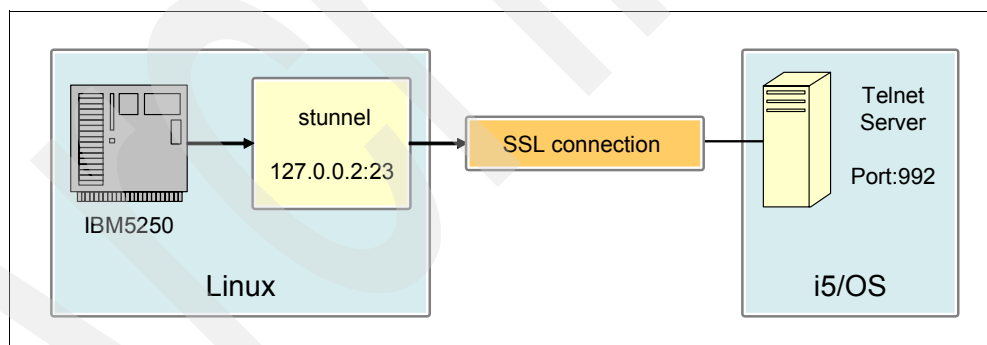 stunnel
127.0.0.2:23
IBM5250
Linux
SSL connection
Telnet
Server
Port:992
i5/OS